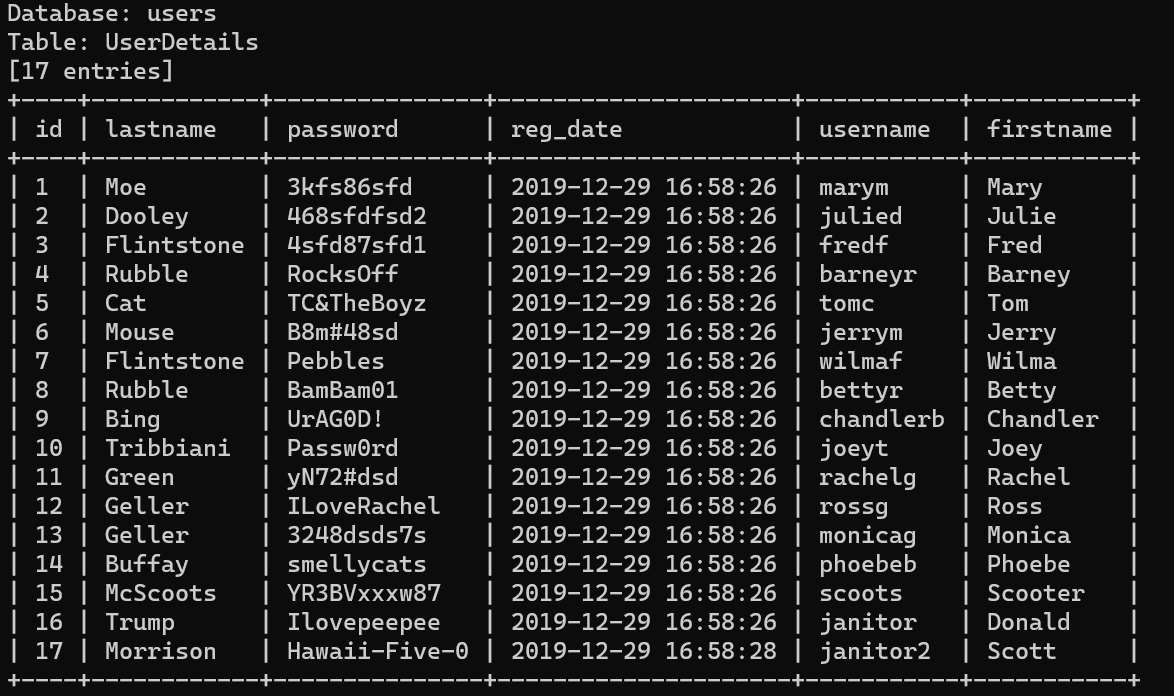 Database: users
Table: UserDetails
[17 entries]
+----+------------+--------------+---------------------+-----------+-----------+
| id | lastname   | password     | reg_date            | username  | firstname |
+----+------------+--------------+---------------------+-----------+-----------+
| 1  | Moe        | 3kfs86sfd    | 2019-12-29 16:58:26 | marym     | Mary      |
| 2  | Dooley     | 468sfdfsd2   | 2019-12-29 16:58:26 | julied    | Julie     |
| 3  | Flintstone | 4sfd87sfd1   | 2019-12-29 16:58:26 | fredf     | Fred      |
| 4  | Rubble     | RocksOff     | 2019-12-29 16:58:26 | barneyr   | Barney    |
| 5  | Cat        | TC&TheBoyz   | 2019-12-29 16:58:26 | tomc      | Tom       |
| 6  | Mouse      | B8m#48sd     | 2019-12-29 16:58:26 | jerrym    | Jerry     |
| 7  | Flintstone | Pebbles      | 2019-12-29 16:58:26 | wilmaf    | Wilma     |
| 8  | Rubble     | BamBam01     | 2019-12-29 16:58:26 | bettyr    | Betty     |
| 9  | Bing       | UrAG0D!      | 2019-12-29 16:58:26 | chandlerb | Chandler  |
| 10 | Tribbiani  | Passw0rd     | 2019-12-29 16:58:26 | joeyt     | Joey      |
| 11 | Green      | yN72#dsd     | 2019-12-29 16:58:26 | rachelg   | Rachel    |
| 12 | Geller     | ILoveRachel  | 2019-12-29 16:58:26 | rossg     | Ross      |
| 13 | Geller     | 3248dsds7s   | 2019-12-29 16:58:26 | monicag   | Monica    |
| 14 | Buffay     | smellycats   | 2019-12-29 16:58:26 | phoebeb   | Phoebe    |
| 15 | McScoots   | YR3BVxxxw87  | 2019-12-29 16:58:26 | scoots    | Scooter   |
| 16 | Trump      | Ilovepeepee  | 2019-12-29 16:58:26 | janitor   | Donald    |
| 17 | Morrison   | Hawaii-Five-0 | 2019-12-29 16:58:28 | janitor2  | Scott     |
+----+------------+--------------+---------------------+-----------+-----------+